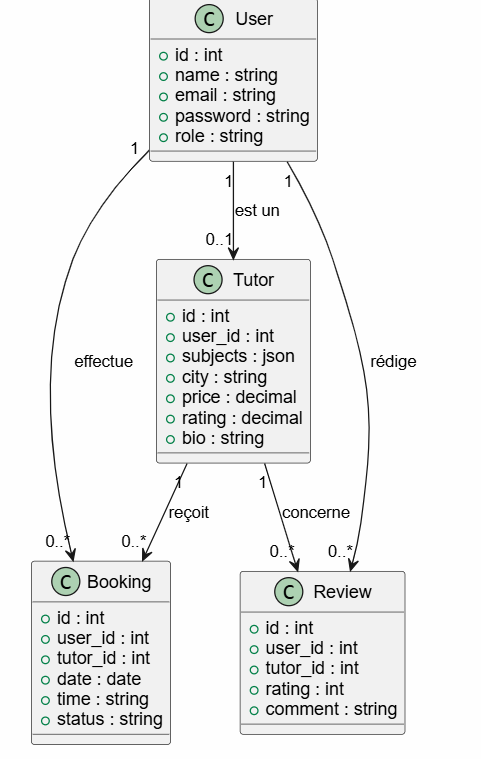 C User
id : int
name : string
email : string
password : string
role : string
1
1
1
est un
0..1
C Tutor
id : int
user_id : int
subjects : json
city : string
price : decimal
rating : decimal
bio : string
effectue
rédige
1
1
reçoit
concerne
0..*
0..*
0..*
0..*
C Booking
id : int
user_id : int
tutor_id : int
date : date
time : string
status : string
C Review
id : int
user_id : int
tutor_id : int
rating : int
comment : string